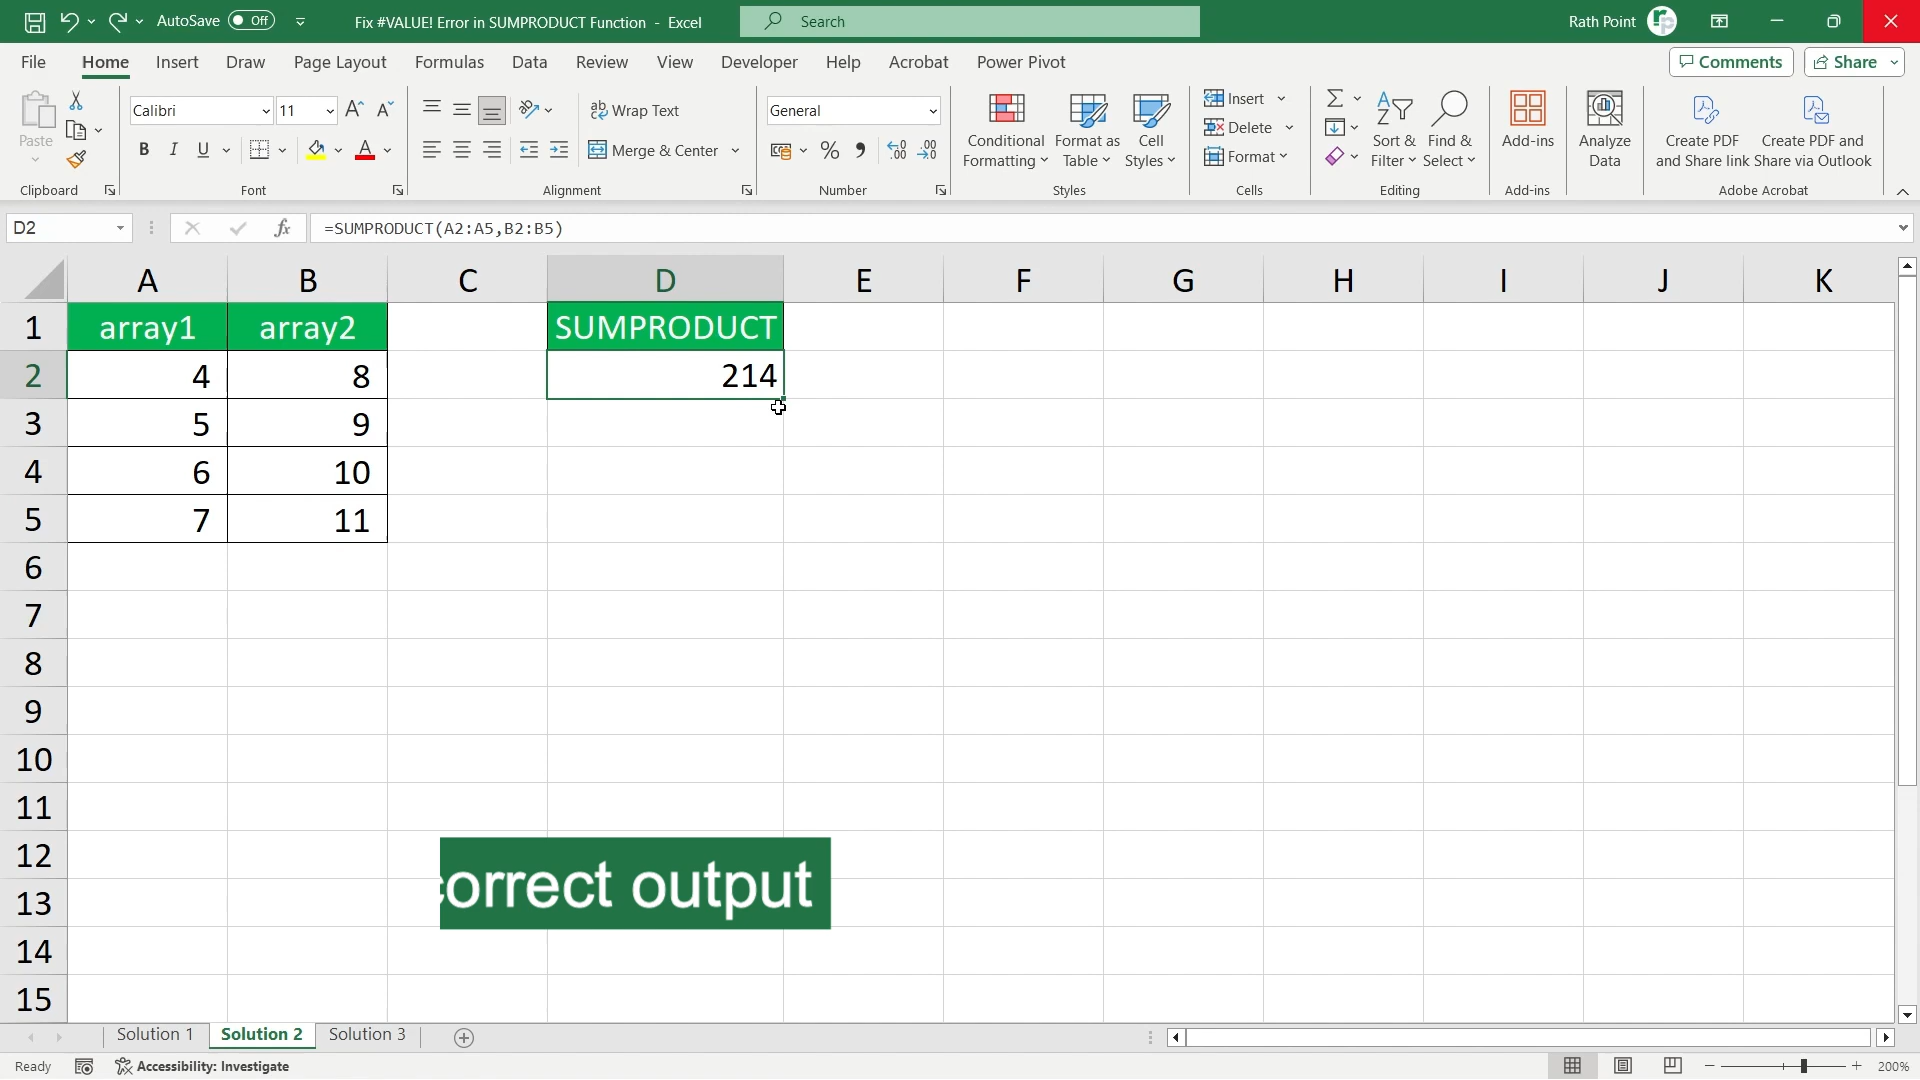 AutoSave Off Fix #VALUE! Error in SUMPRODUCT Function - Excel Search Rath Point
File Home Insert Draw Page Layout Formulas Data Review View Developer Help Acrobat Power Pivot Comments Share
Paste
Clipboard
Calibri 11
B I U
Font
Wrap Text
Merge & Center
Alignment
General
% 9
Number
Conditional Formatting
Format as Table
Cell Styles
Styles
Insert
Delete
Format
Cells
Sort & Filter
Find & Select
Editing
Add-ins
Add-ins
Analyze Data
Create PDF and Share link
Create PDF and Share via Outlook
Adobe Acrobat
D2 fx =SUMPRODUCT(A2:A5,B2:B5)
A B C D E F G H I J K
1 array1 array2 SUMPRODUCT
2 4 8 214
3 5 9
4 6 10
5 7 11
6
7
8
9
10
11
12
13
14
15
correct output
Solution 1 Solution 2 Solution 3
Ready Accessibility: Investigate 200%